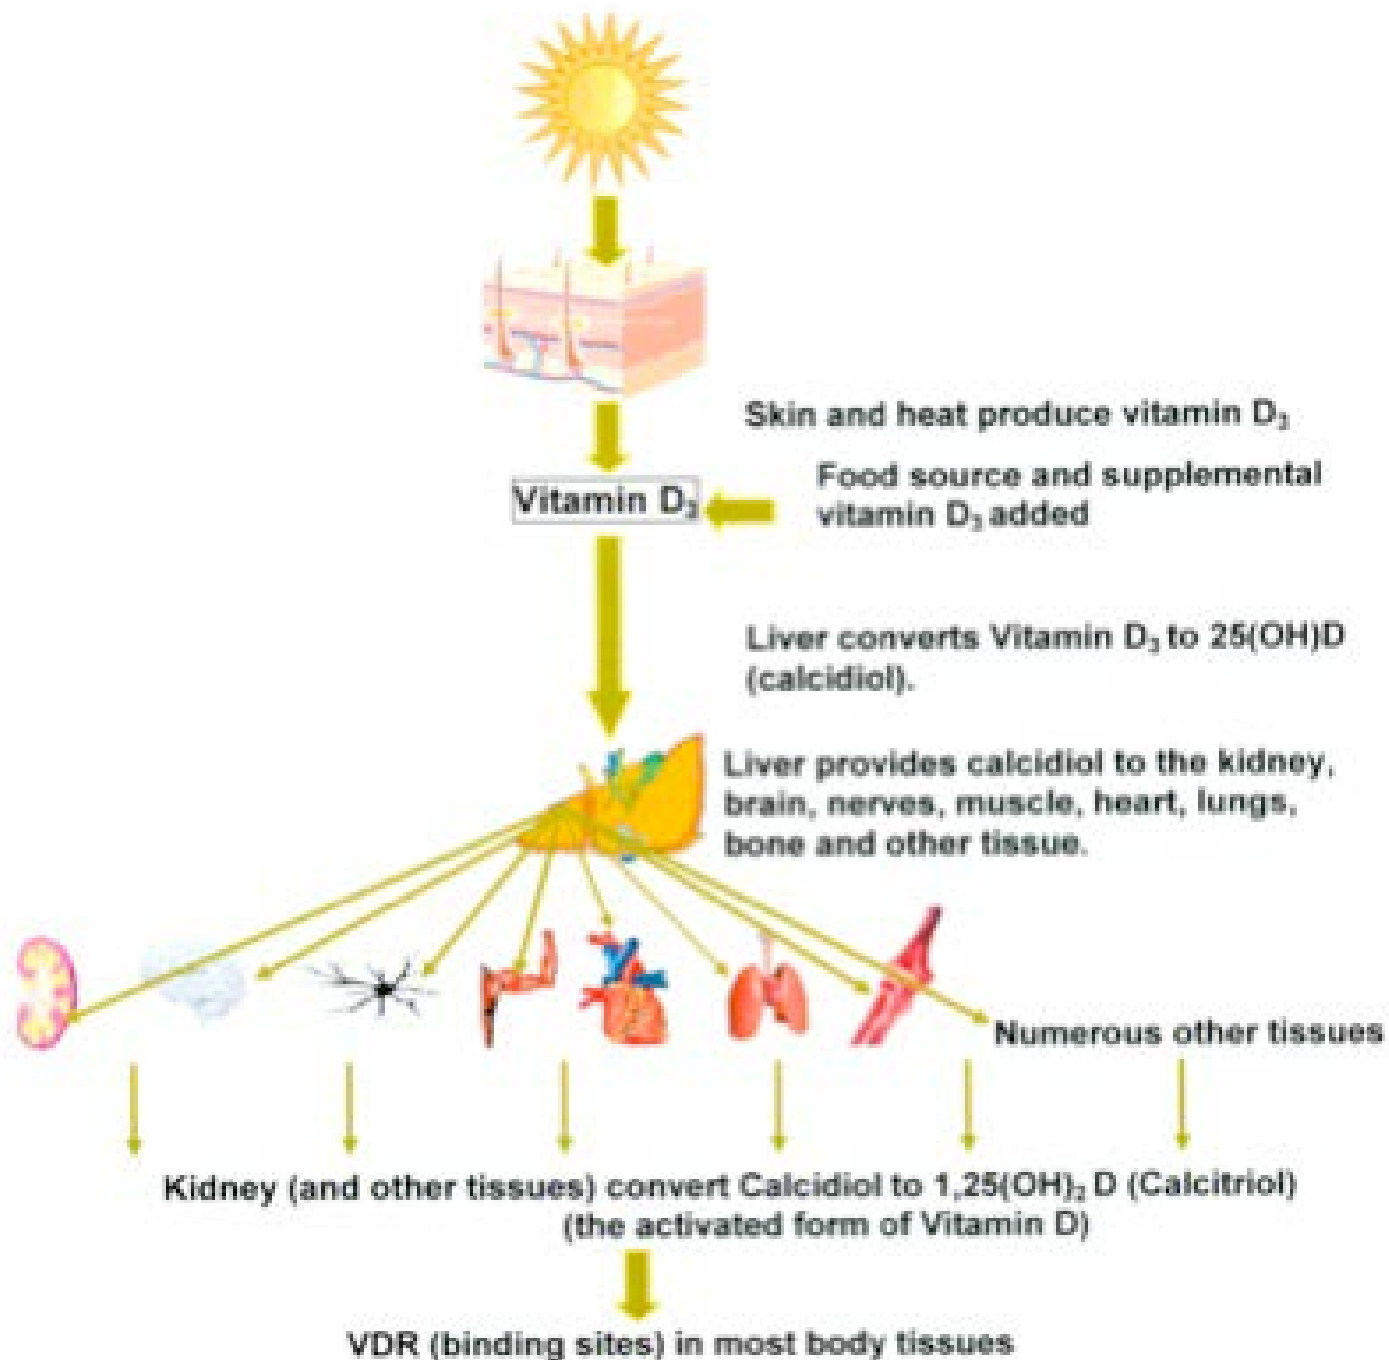 Skin and heat produce vitamin D₃
Food source and supplemental
vitamin D₃ added
Vitamin D₃
Liver converts Vitamin D₃ to 25(OH)D
(calcidiol).
Liver provides calcidiol to the kidney,
brain, nerves, muscle, heart, lungs,
bone and other tissue.
Numerous other tissues
Kidney (and other tissues) convert Calcidiol to 1,25(OH)₂ D (Calcitriol)
(the activated form of Vitamin D)
VDR (binding sites) in most body tissues